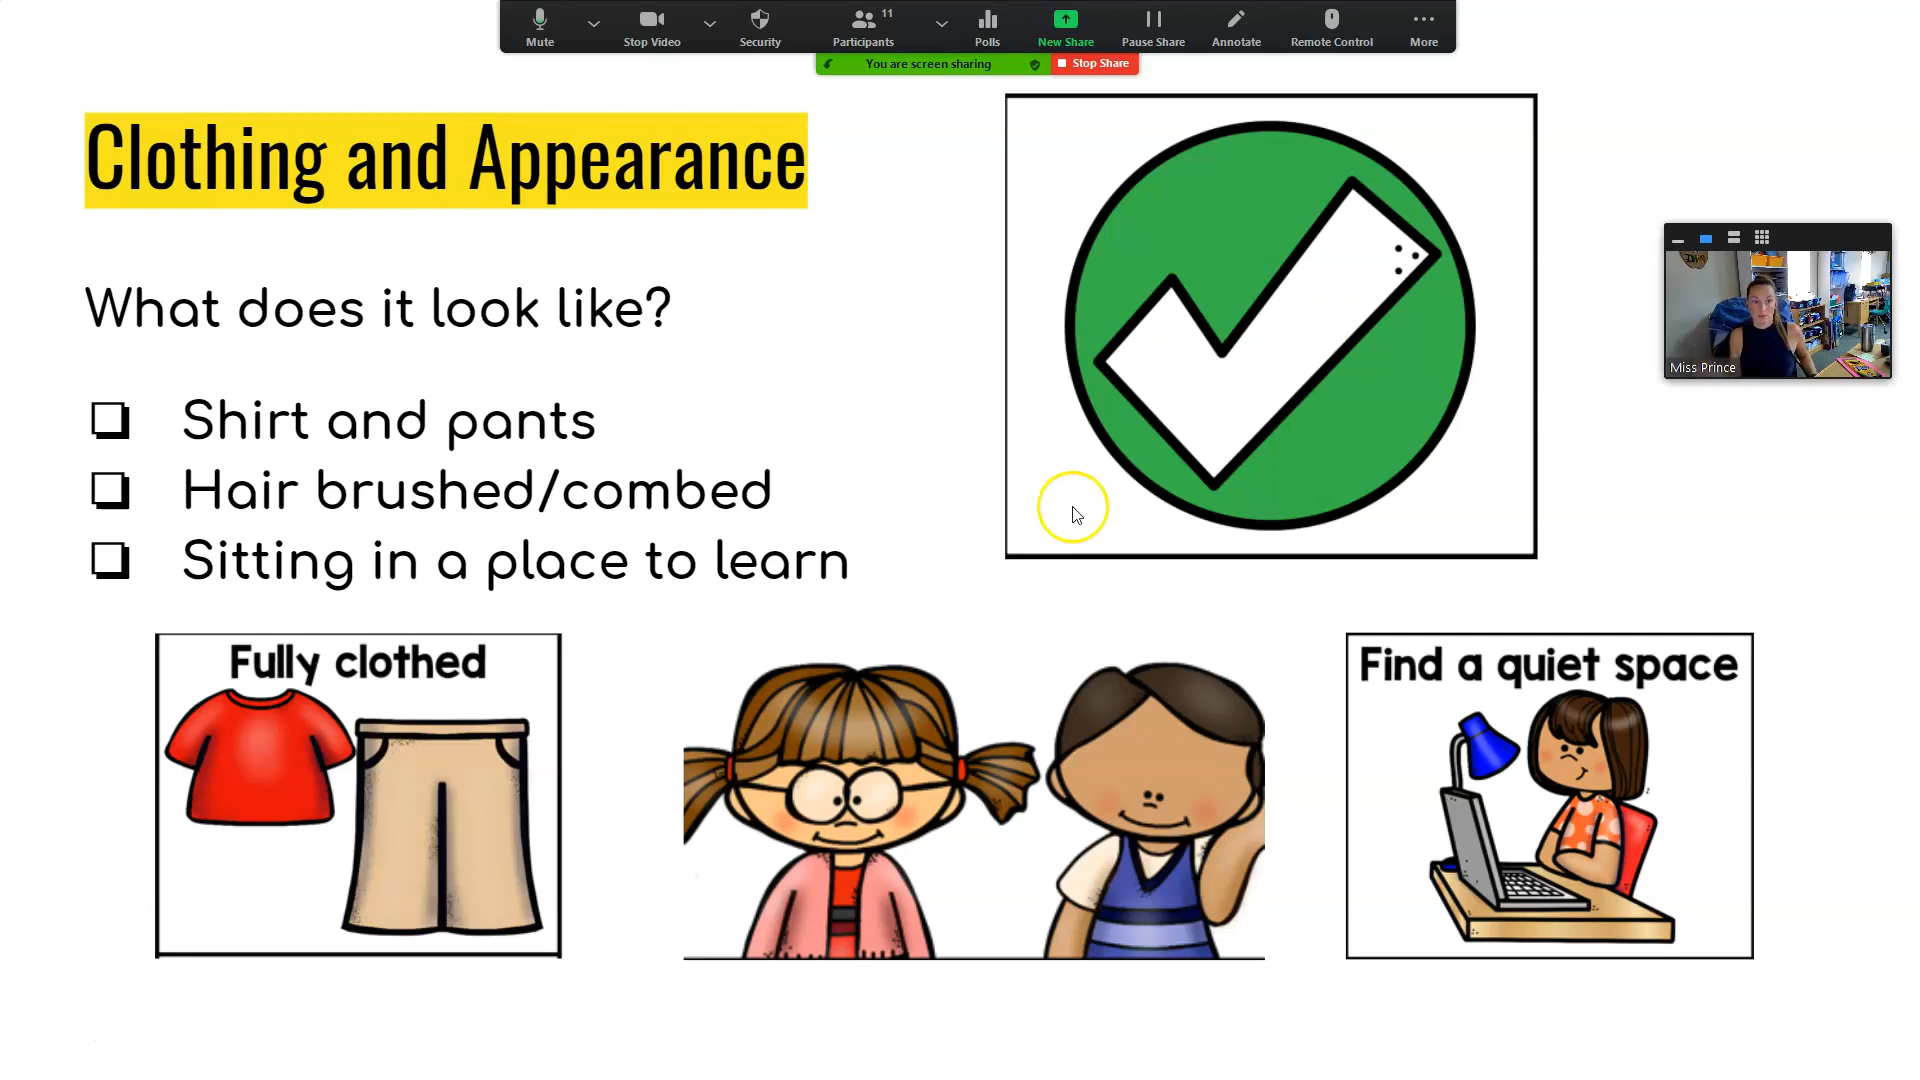 Mute
Stop Video
Security
Participants
11
Polls
New Share
Pause Share
Annotate
Remote Control
More
You are screen sharing
Stop Share
Clothing and Appearance
What does it look like?
Shirt and pants
Hair brushed/combed
Sitting in a place to learn
Miss Prince
Fully clothed
Find a quiet space